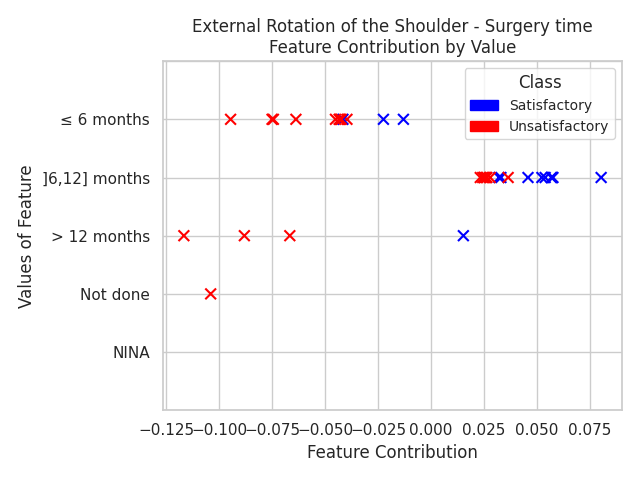 External Rotation of the Shoulder - Surgery time
Feature Contribution by Value
Class
Satisfactory
Unsatisfactory
Values of Feature
≤ 6 months
]6,12] months
> 12 months
Not done
NINA
−0.125 −0.100 −0.075 −0.050 −0.025 0.000 0.025 0.050 0.075
Feature Contribution